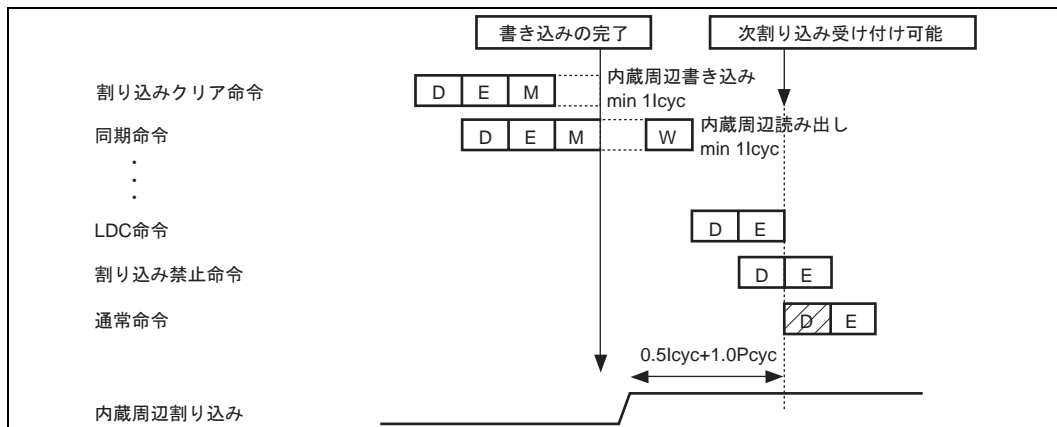 書き込みの完了
次割り込み受け付け可能
割り込みクリア命令
D E M
内蔵周辺書き込み
min 1Icyc
同期命令
D E M W
内蔵周辺読み出し
min 1Icyc
・
・
・
LDC命令
D E
割り込み禁止命令
D E
通常命令
D E
0.5Icyc+1.0Pcyc
内蔵周辺割り込み